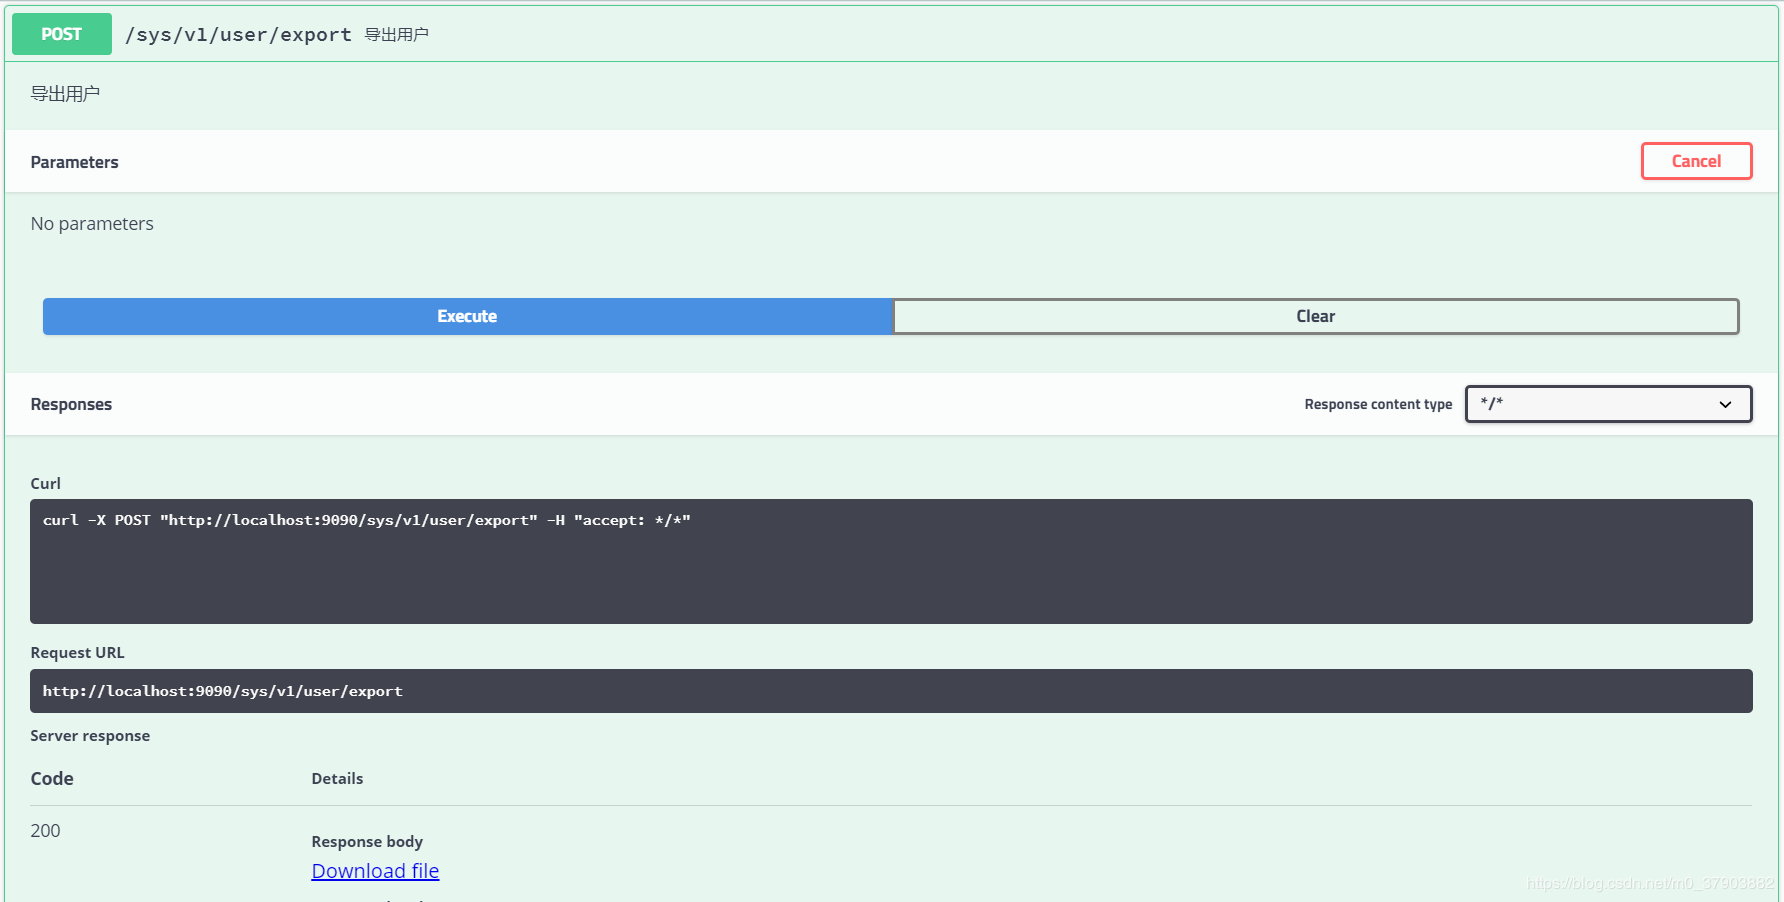 POST /sys/v1/user/export 导出用户
导出用户
Parameters
Cancel
No parameters
Execute
Clear
Responses
Response content type
*/*
Curl
curl -X POST "http://localhost:9090/sys/v1/user/export" -H "accept: */*"
Request URL
http://localhost:9090/sys/v1/user/export
Server response
Code Details
200
Response body
Download file
https://blog.csdn.net/m0_37903882